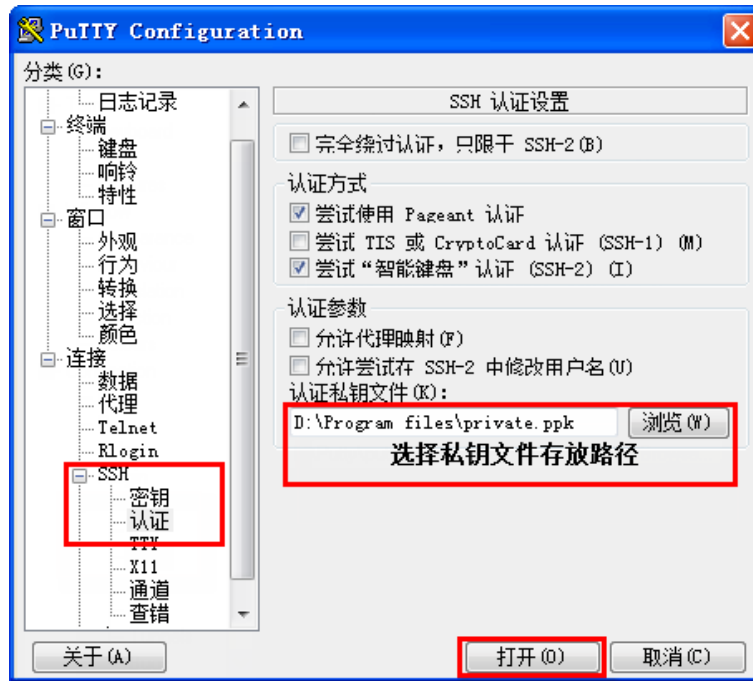 PuTTY Configuration
分类(G):
日志记录
终端
键盘
响铃
特性
窗口
外观
行为
转换
选择
颜色
连接
数据
代理
Telnet
Rlogin
SSH
密钥
认证
TTY
X11
通道
查错
SSH 认证设置
完全绕过认证，只限于 SSH-2(B)
认证方式
尝试使用 Pageant 认证
尝试 TIS 或 CryptoCard 认证 (SSH-1) (M)
尝试“智能键盘”认证 (SSH-2) (I)
认证参数
允许代理映射(F)
允许尝试在 SSH-2 中修改用户名(U)
认证私钥文件(K):
D:\Program files\private.ppk
浏览(W)
选择私钥文件存放路径
关于(A)
打开(O)
取消(C)